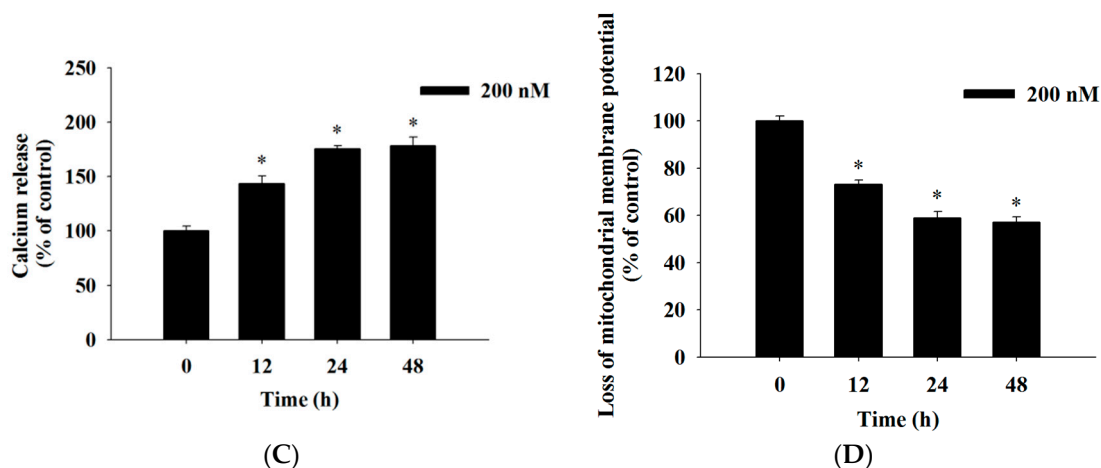 Calcium release
(% of control)
250
200
150
100
50
0
200 nM
*
*
*
0 12 24 48
Time (h)
(C)
Loss of mitochondrial membrane potential
(% of control)
120
100
80
60
40
20
0
200 nM
*
*
*
0 12 24 48
Time (h)
(D)